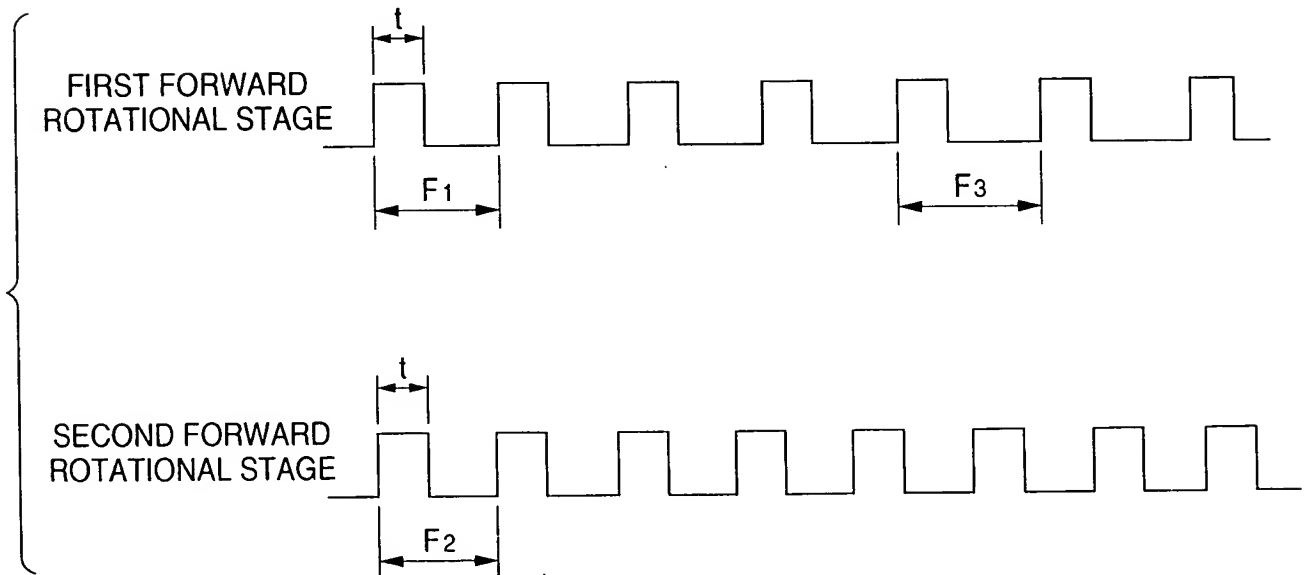 t
FIRST FORWARD
ROTATIONAL STAGE
F1
F3
t
SECOND FORWARD
ROTATIONAL STAGE
F2